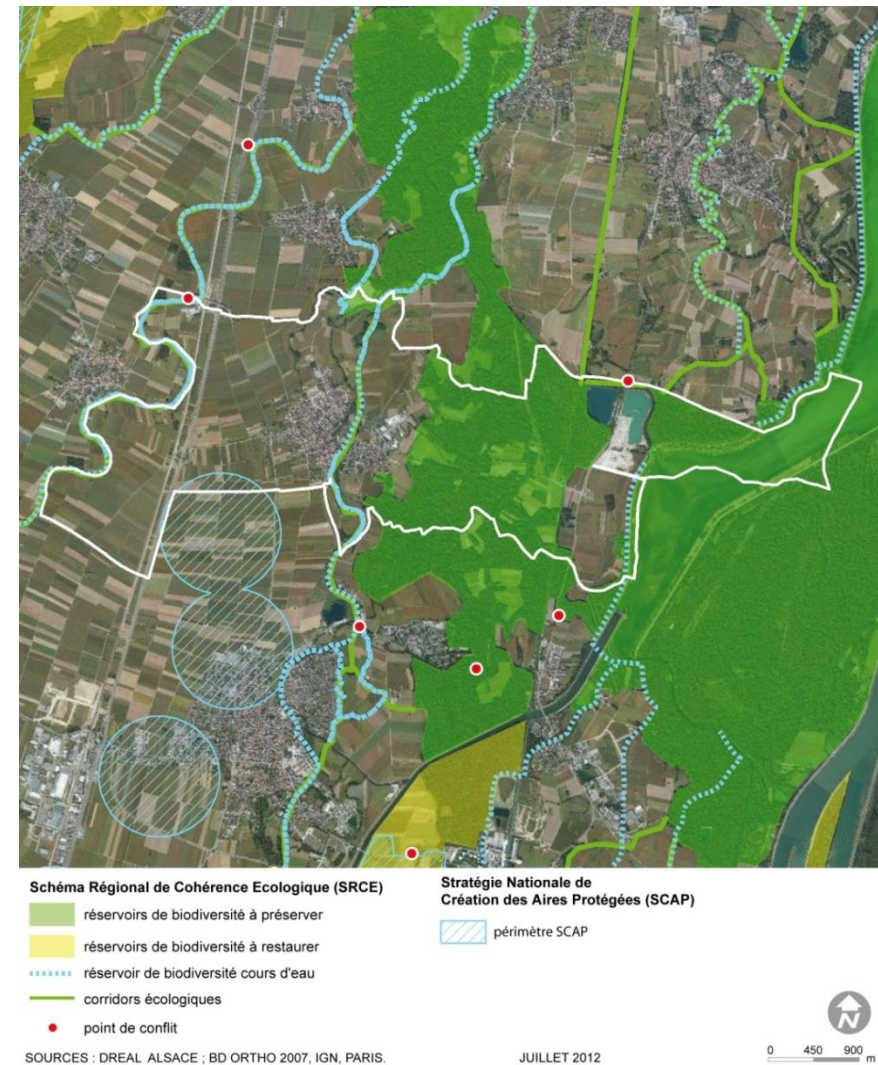 Schéma Régional de Cohérence Ecologique (SRCE)
réservoirs de biodiversité à préserver
réservoirs de biodiversité à restaurer
réservoir de biodiversité cours d'eau
corridors écologiques
point de conflit
Stratégie Nationale de
Création des Aires Protégées (SCAP)
périmètre SCAP
N
SOURCES : DREAL ALSACE ; BD ORTHO 2007, IGN, PARIS.
JUILLET 2012
0 450 900 m